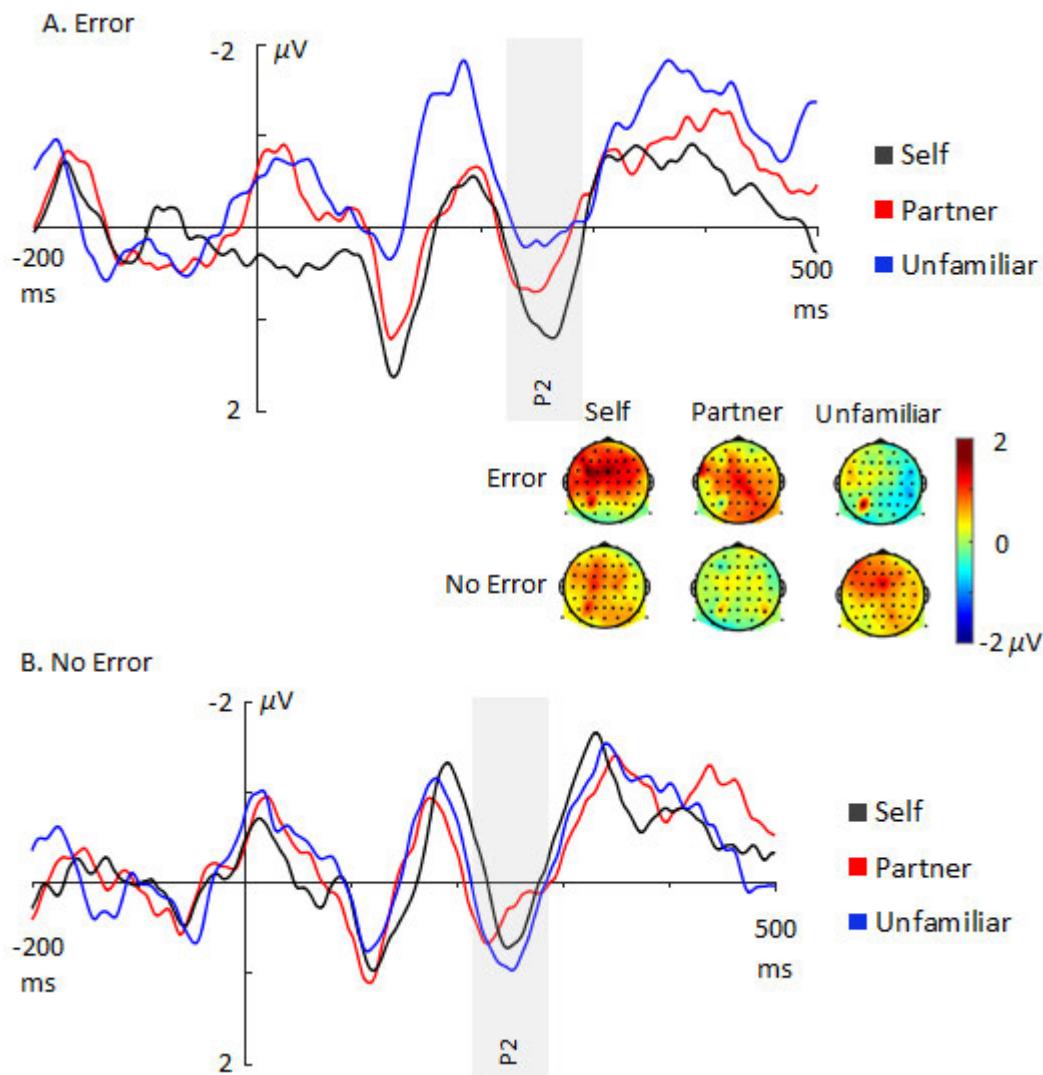 A. Error
-2 μV
Self
Partner
Unfamiliar
-200
ms
500
ms
2
P2
Self Partner Unfamiliar
Error
No Error
2
0
-2 μV
B. No Error
-2 μV
Self
Partner
Unfamiliar
-200
ms
500
ms
2
P2